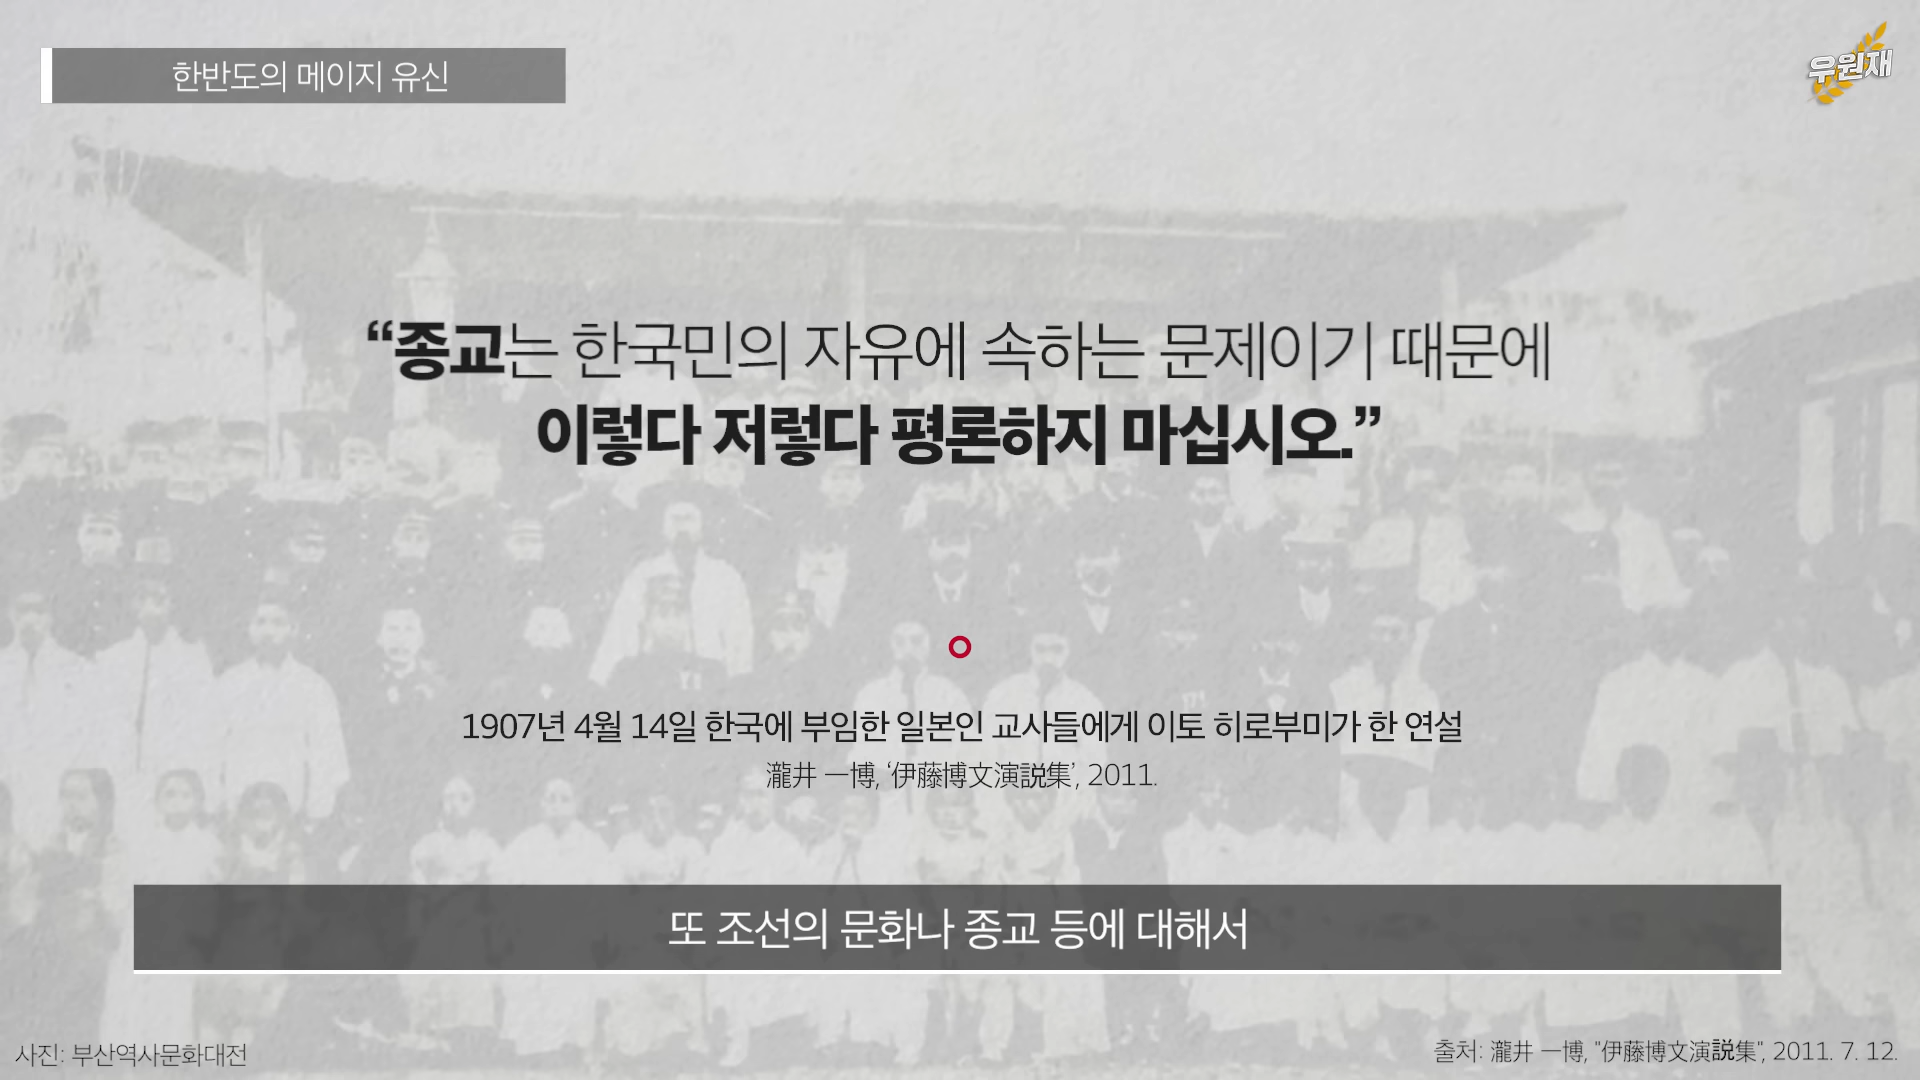 한반도의 메이지 유신
우원재
“종교는 한국민의 자유에 속하는 문제이기 때문에
이렇다 저렇다 평론하지 마십시오.”
1907년 4월 14일 한국에 부임한 일본인 교사들에게 이토 히로부미가 한 연설
瀧井 一博, ‘伊藤博文演説集’, 2011.
또 조선의 문화나 종교 등에 대해서
사진: 부산역사문화대전
출처: 瀧井 一博, "伊藤博文演説集", 2011. 7. 12.